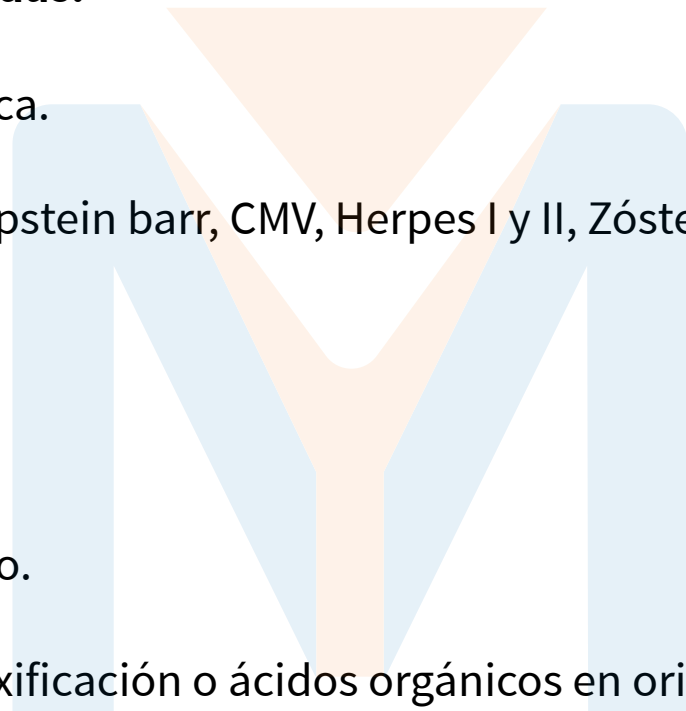 ca.
pstein barr, CMV, Herpes I y II, Zóste
o.
xificación o ácidos orgánicos en ori